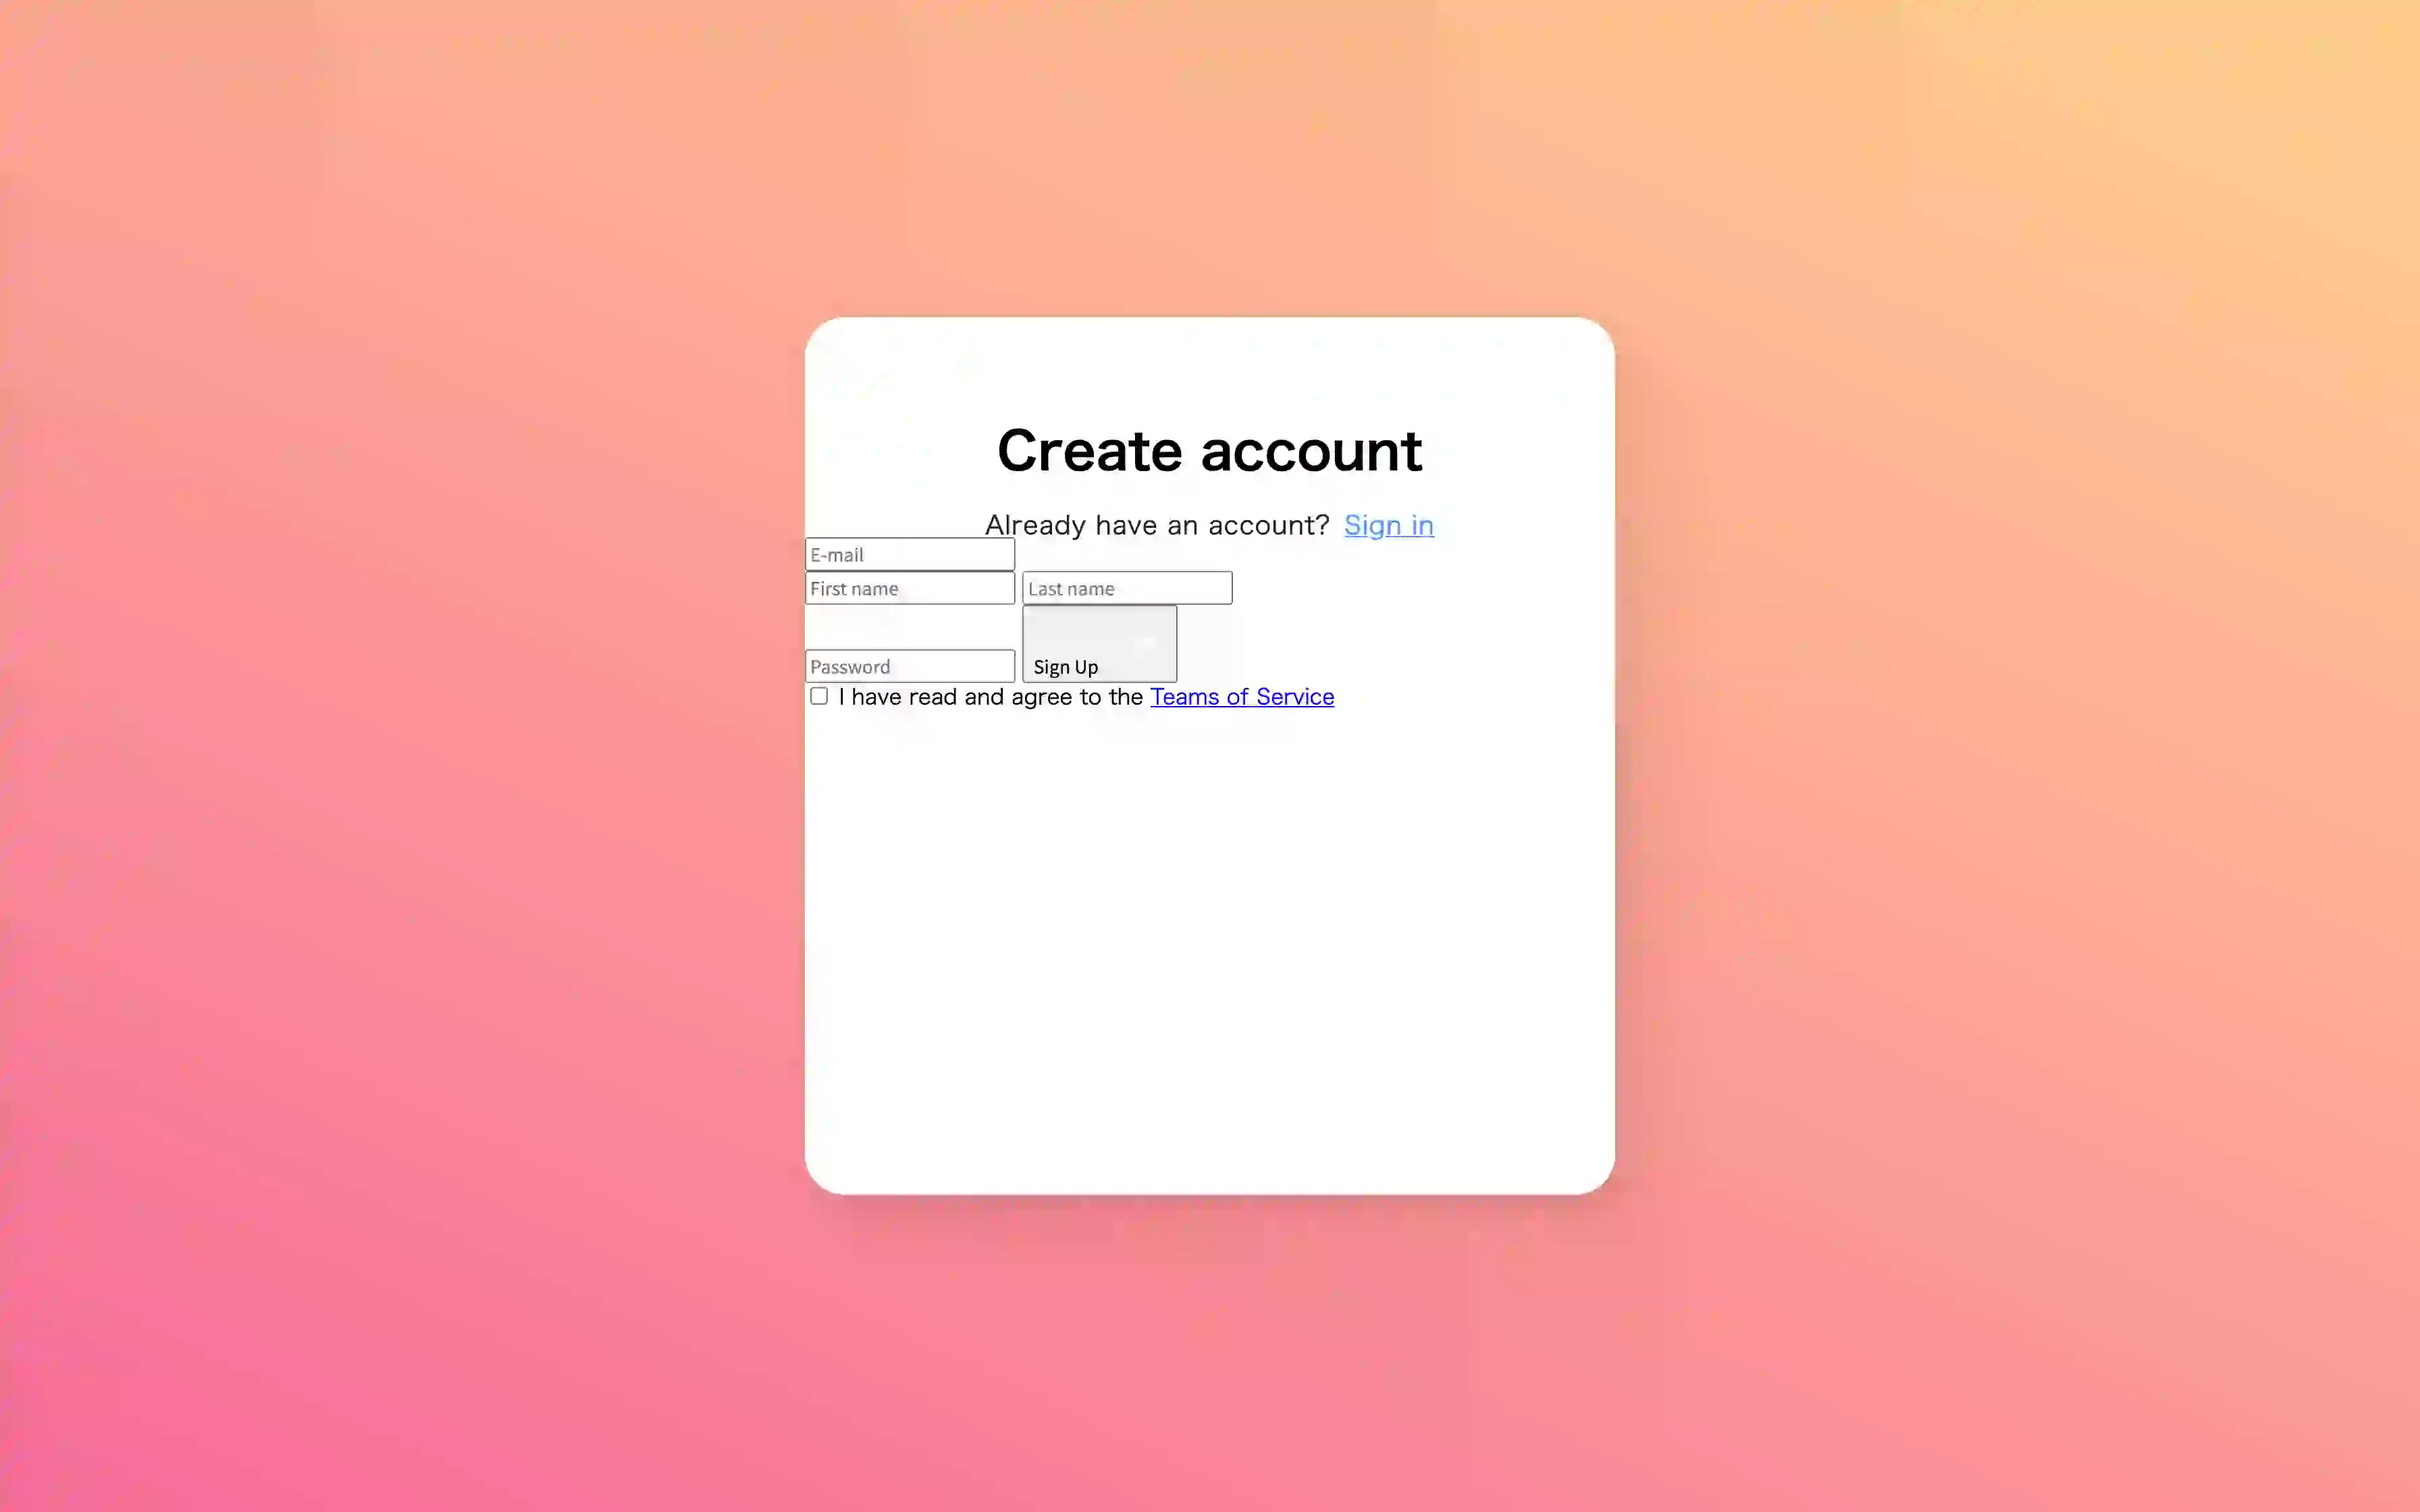 Create account
Already have an account? Sign in
E-mail
First name Last name
Password Sign Up
I have read and agree to the Teams of Service